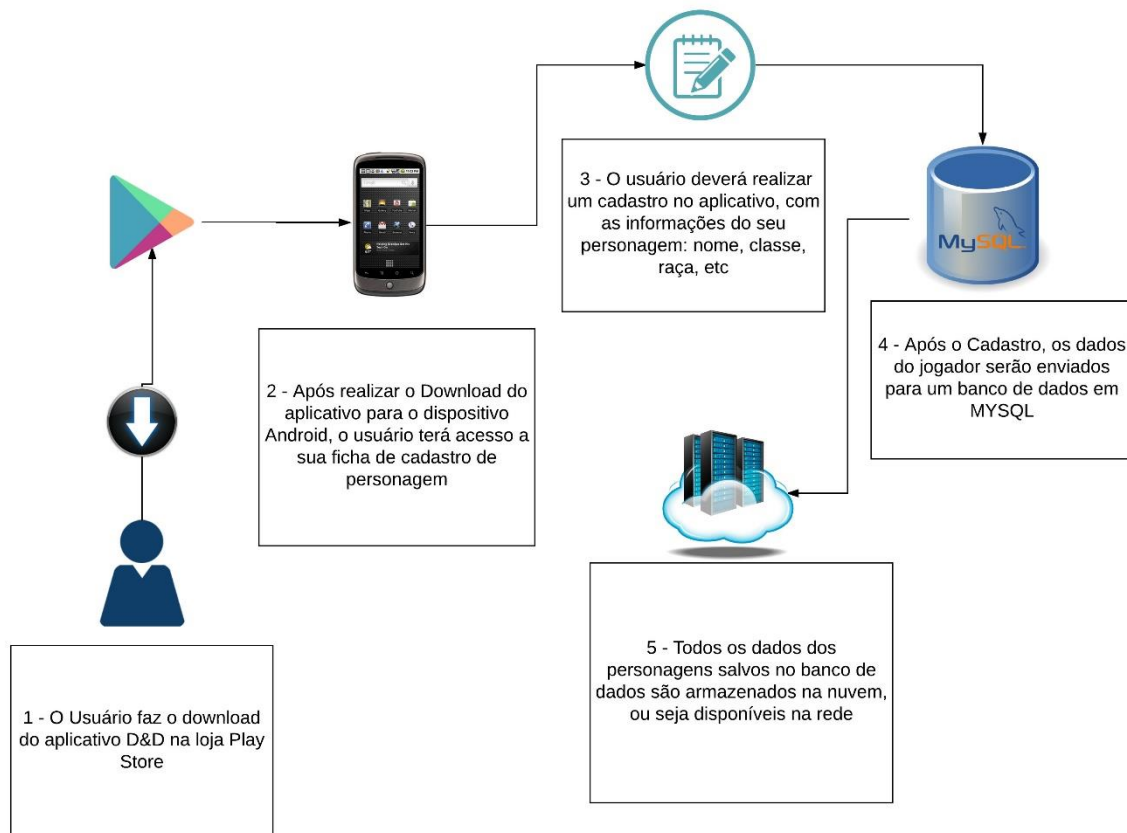 1 - O Usuário faz o download
do aplicativo D&D na loja Play
Store
2 - Após realizar o Download do
aplicativo para o dispositivo
Android, o usuário terá acesso a
sua ficha de cadastro de
personagem
3 - O usuário deverá realizar
um cadastro no aplicativo, com
as informações do seu
personagem: nome, classe,
raça, etc
MySQL
4 - Após o Cadastro, os dados
do jogador serão enviados
para um banco de dados em
MYSQL
5 - Todos os dados dos
personagens salvos no banco de
dados são armazenados na nuvem,
ou seja disponíveis na rede